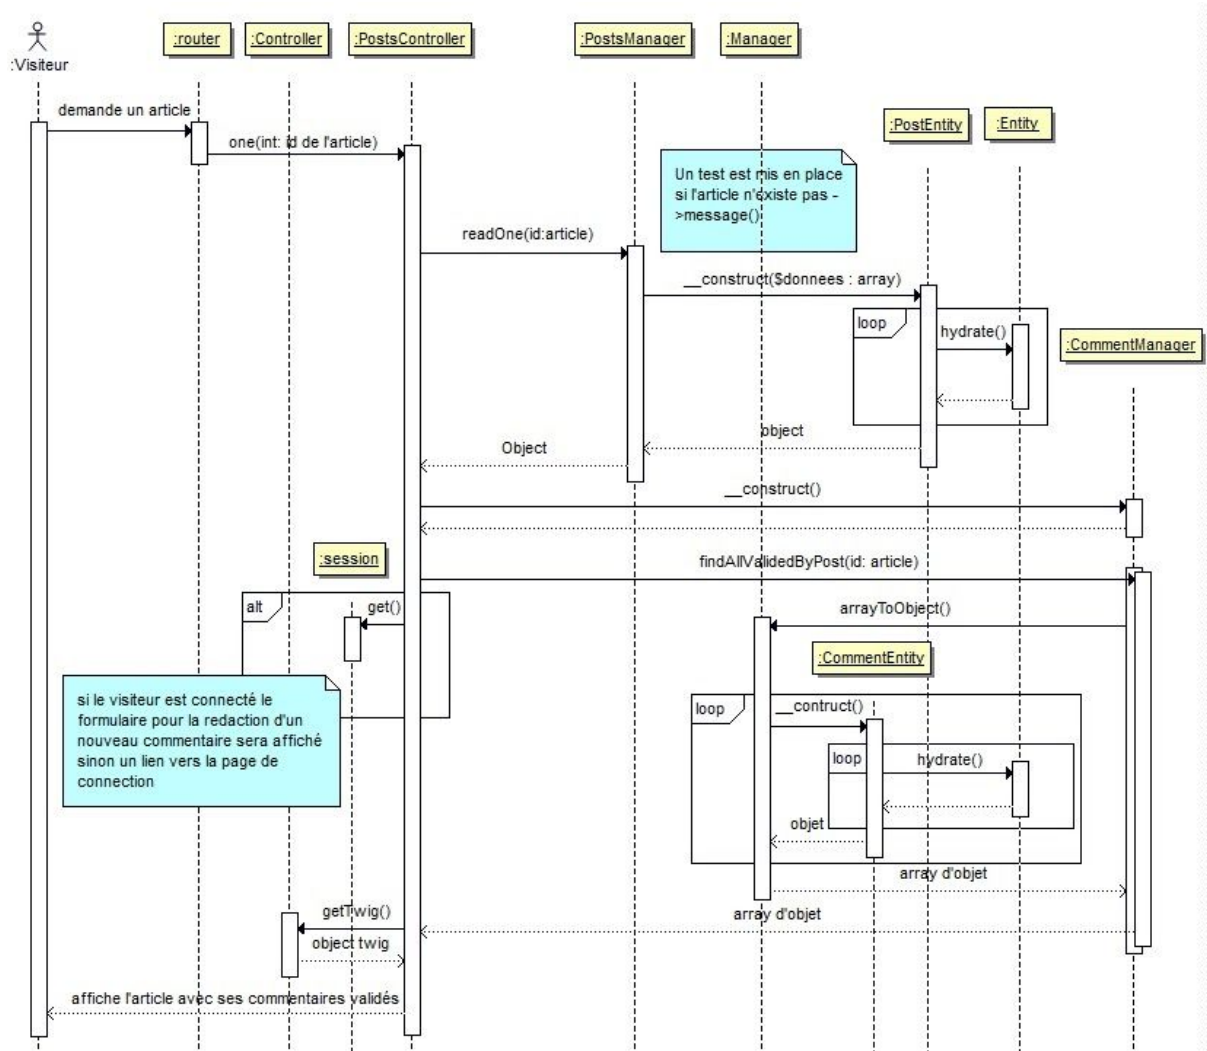 :Visiteur
:router
:Controller
:PostsController
:PostsManager
:Manager
:PostEntity
:Entity
demande un article
one(int: id de l'article)
Un test est mis en place
si l'article n'existe pas -
>message()
readOne(id:article)
__construct($donnees : array)
loop
hydrate()
:CommentManager
object
Object
__construct()
:session
findAllValidedByPost(id: article)
alt
get()
arrayToObject()
:CommentEntity
si le visiteur est connecté le
formulaire pour la redaction d'un
nouveau commentaire sera affiché
sinon un lien vers la page de
connection
loop
__contruct()
loop
hydrate()
objet
array d'objet
getTwig()
array d'objet
object twig
affiche l'article avec ses commentaires validés